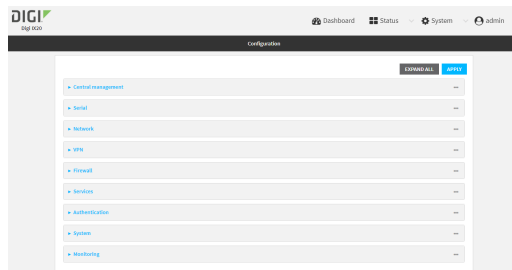 DIGI
Digi IX20
Dashboard
Status
System
admin
Configuration
EXPAND ALL
APPLY
Central management
Serial
Network
VPN
Firewall
Services
Authentication
System
Monitoring